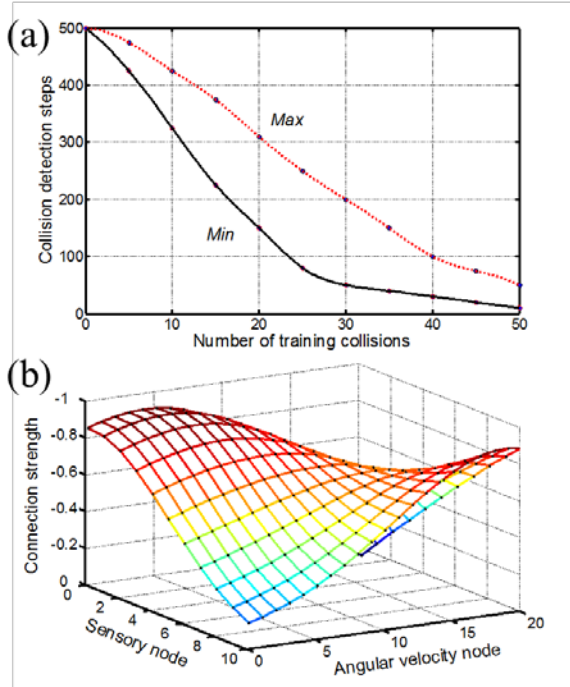 (a)
Collision detection steps
500
400
300
200
100
0
Max
Min
0 10 20 30 40 50
Number of training collisions
(b)
Connection strength
-1
-0.8
-0.6
-0.4
-0.2
0
0 2 4 6 8 10
Sensory node
0 5 10 15 20
Angular velocity node